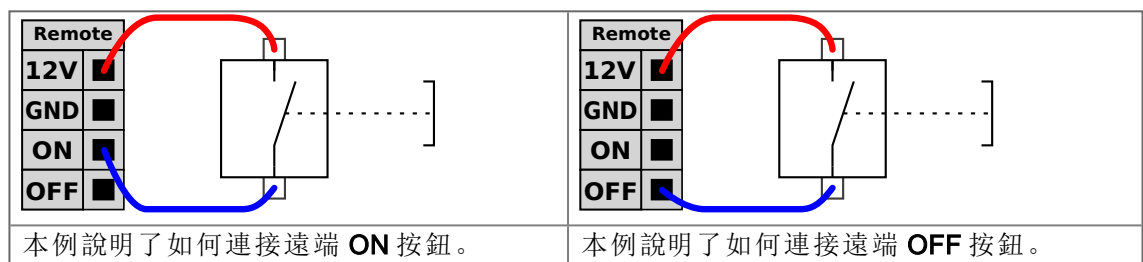 Remote
12V
GND
ON
OFF
本例說明了如何連接遠端 ON 按鈕。
Remote
12V
GND
ON
OFF
本例說明了如何連接遠端 OFF 按鈕。